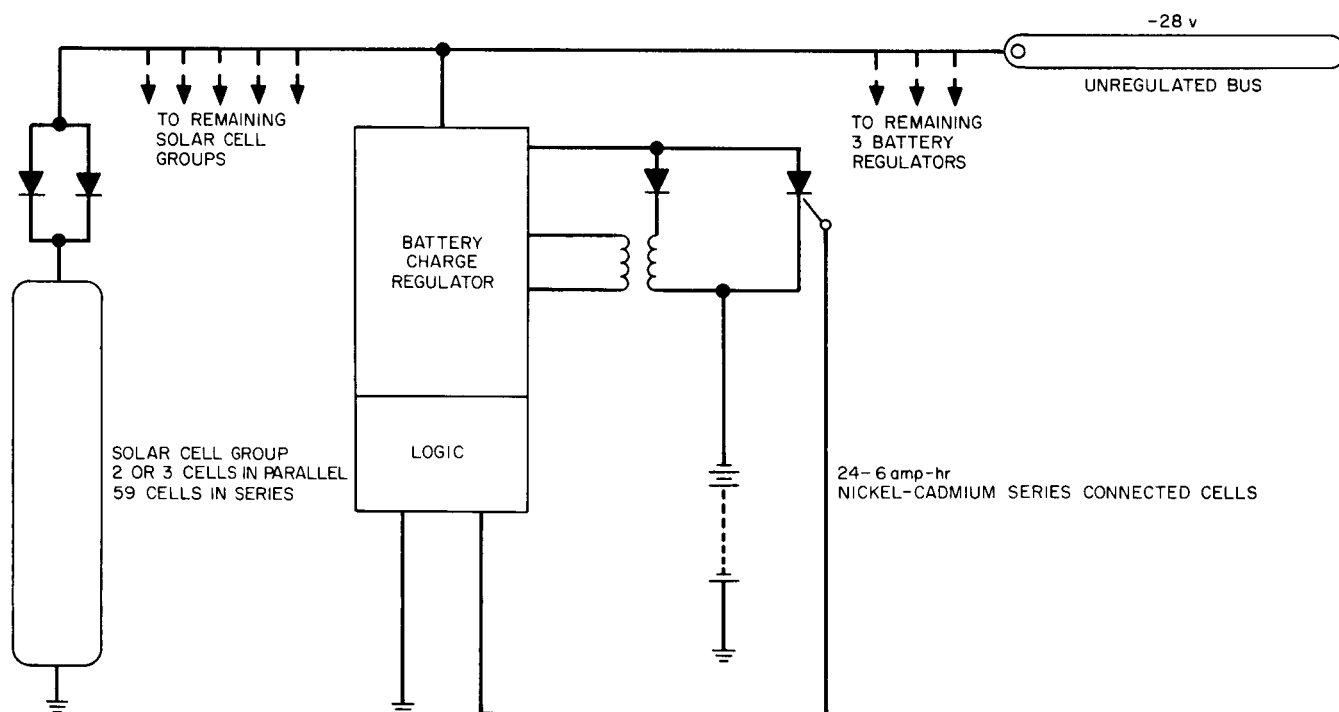 -28 v
UNREGULATED BUS
TO REMAINING
SOLAR CELL
GROUPS
TO REMAINING
3 BATTERY
REGULATORS
BATTERY
CHARGE
REGULATOR
LOGIC
SOLAR CELL GROUP
2 OR 3 CELLS IN PARALLEL
59 CELLS IN SERIES
24-6 amp-hr
NICKEL-CADMIUM SERIES CONNECTED CELLS